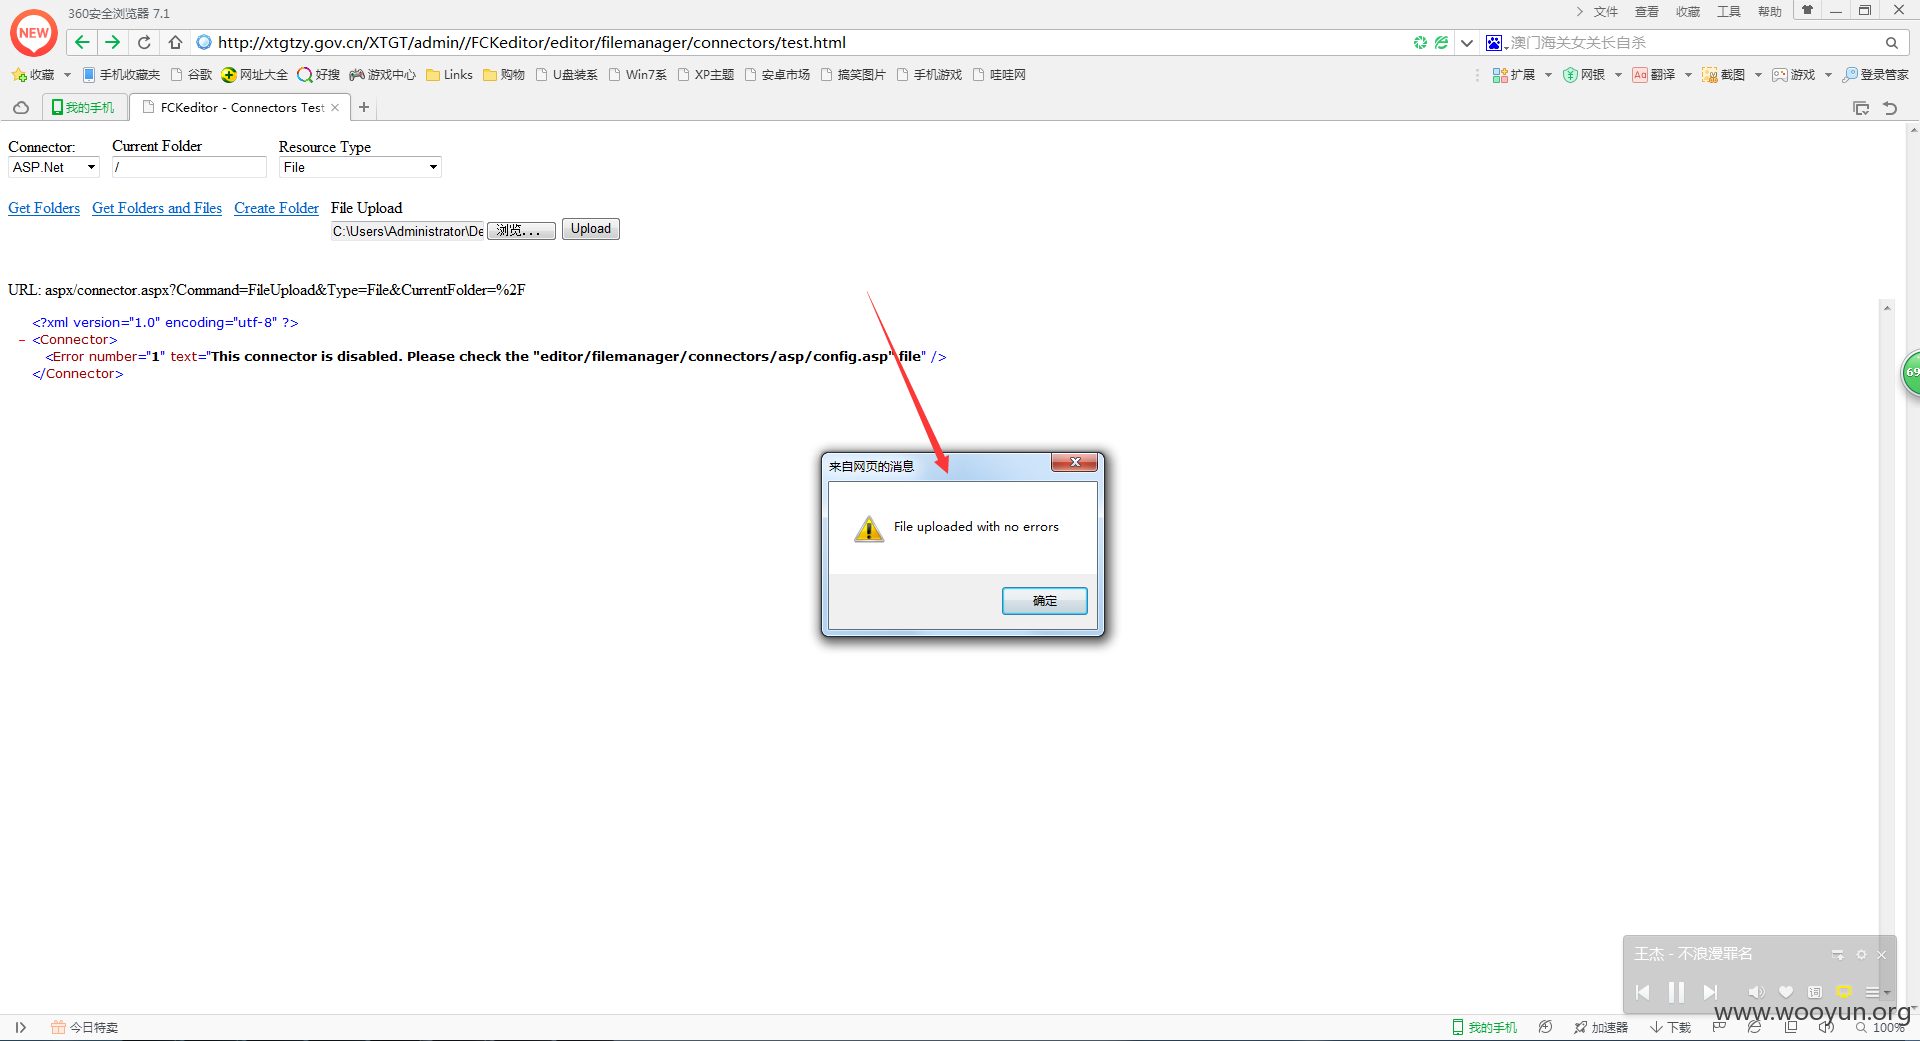 360安全浏览器 7.1
文件 查看 收藏 工具 帮助
NEW
http://xtgtzy.gov.cn/XTGT/admin//FCKeditor/editor/filemanager/connectors/test.html
澳门海关女关长自杀
收藏 手机收藏夹 谷歌 网址大全 好搜 游戏中心 Links 购物 U盘装系 Win7系 XP主题 安卓市场 搞笑图片 手机游戏 哇哇网
扩展 网银 翻译 截图 游戏 登录管家
我的手机 FCKeditor - Connectors Test
Connector: Current Folder Resource Type
ASP.Net / File
Get Folders Get Folders and Files Create Folder File Upload
C:\Users\Administrator\De 浏览... Upload
URL: aspx/connector.aspx?Command=FileUpload&Type=File&CurrentFolder=%2F
<?xml version="1.0" encoding="utf-8" ?>
- <Connector>
<Error number="1" text="This connector is disabled. Please check the "editor/filemanager/connectors/asp/config.asp" file" />
</Connector>
69
来自网页的消息
File uploaded with no errors
确定
王杰 - 不浪漫罪名
词
www.wooyun.org
今日特卖
我的手机 加速器 下载 100%